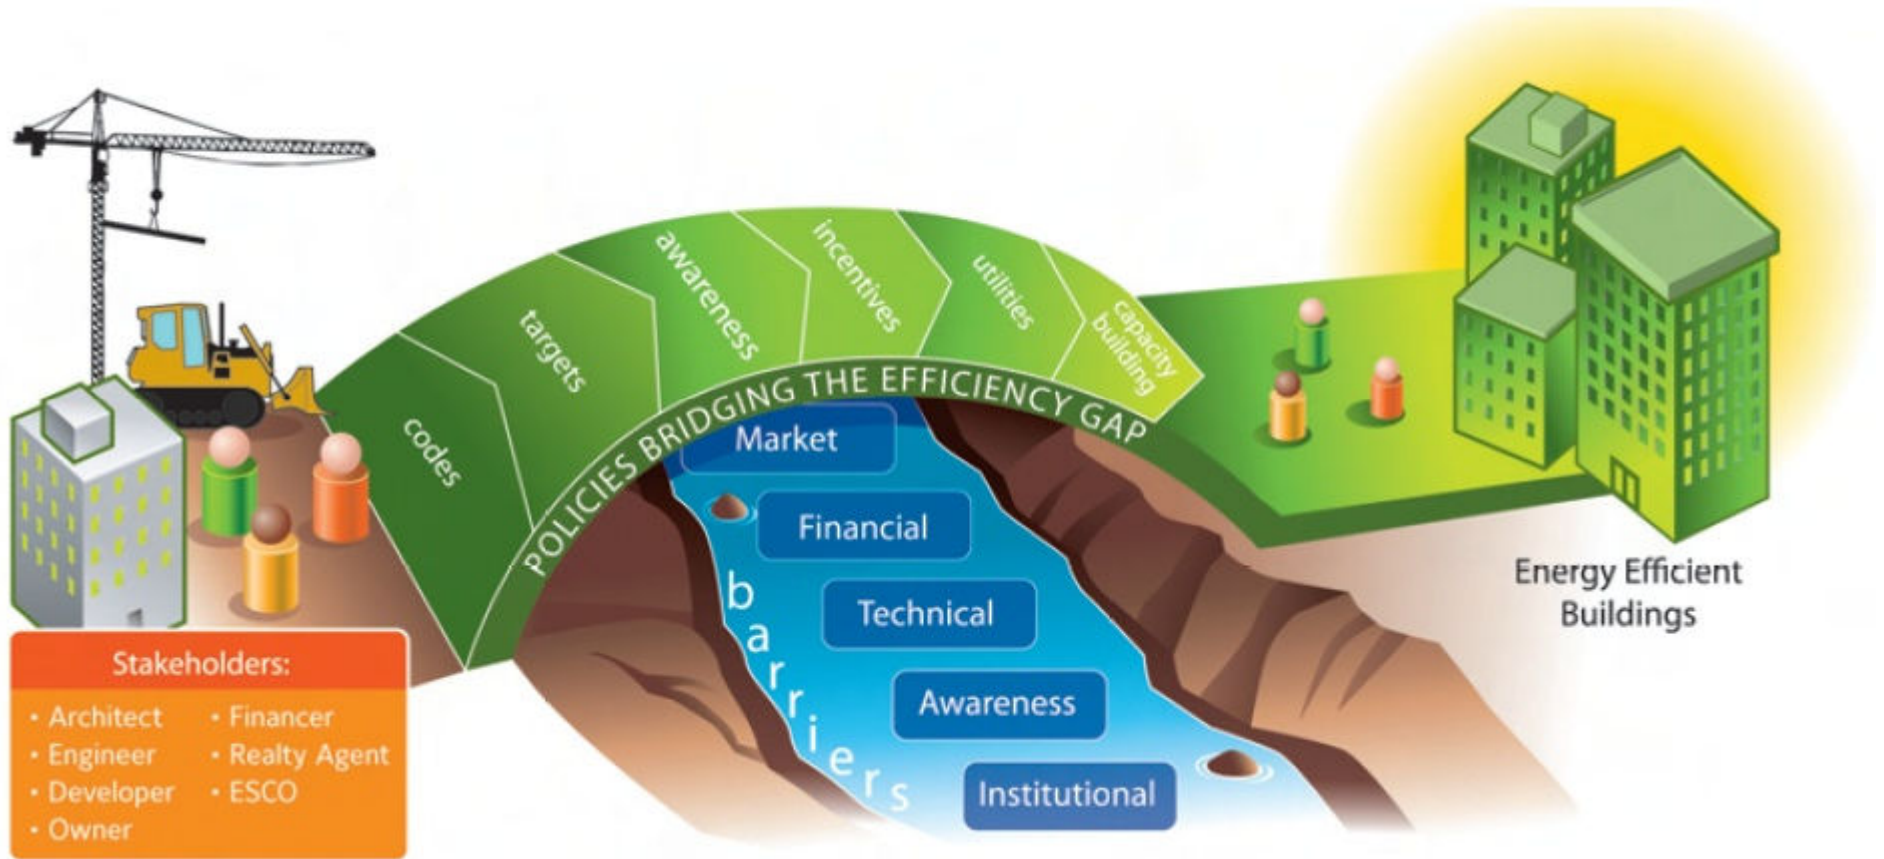 codes
targets
awareness
incentives
utilities
capacity
building
POLICIES BRIDGING THE EFFICIENCY GAP
Market
Financial
Technical
Awareness
Institutional
barriers
Energy Efficient
Buildings
Stakeholders:
• Architect
• Engineer
• Developer
• Owner
• Financer
• Realty Agent
• ESCO